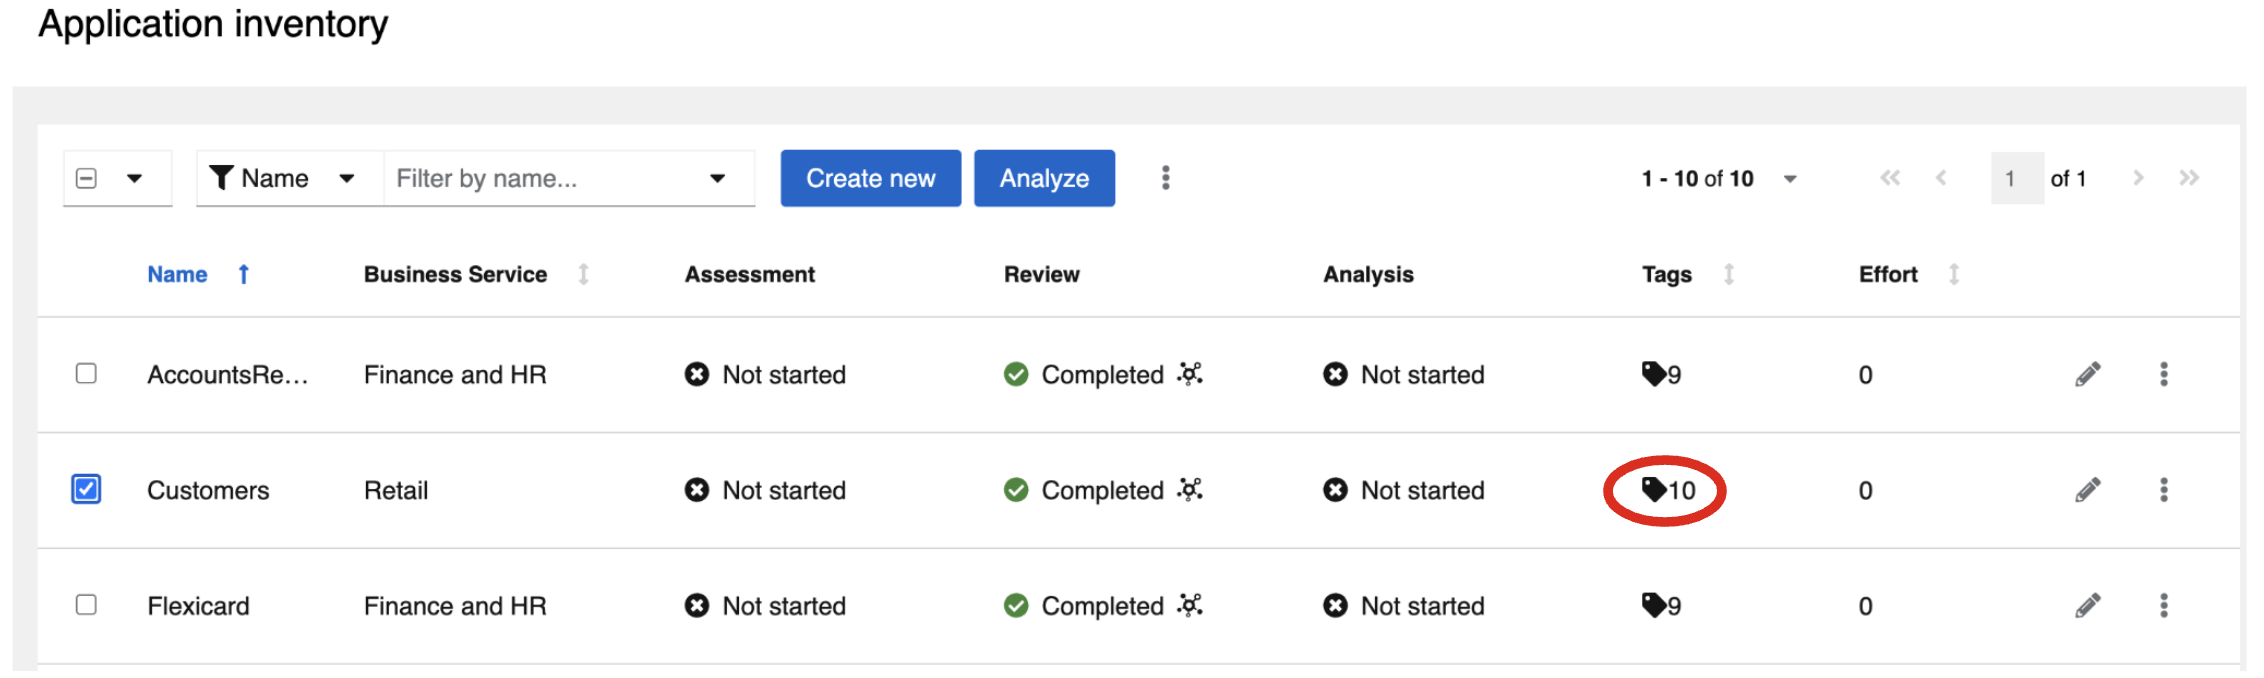 Application inventory
Name Filter by name... Create new Analyze 1 - 10 of 10 1 of 1
Name Business Service Assessment Review Analysis Tags Effort
AccountsRe... Finance and HR Not started Completed Not started 9 0
Customers Retail Not started Completed Not started 10 0
Flexicard Finance and HR Not started Completed Not started 9 0